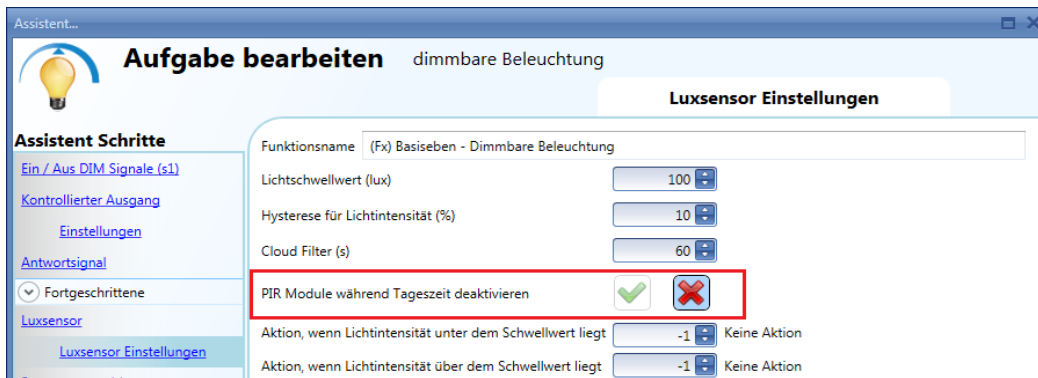 Assistent...
Aufgabe bearbeiten dimmbare Beleuchtung
Luxsensor Einstellungen
Assistent Schritte
Ein / Aus DIM Signale (s1)
Kontrollierter Ausgang
Einstellungen
Antwortsignal
Fortgeschrittene
Luxsensor
Luxsensor Einstellungen
Funktionsname (Fx) Basiseben - Dimmbare Beleuchtung
Lichtschwellwert (lux) 100
Hysterese für Lichtintensität (%) 10
Cloud Filter (s) 60
PIR Module während Tageszeit deaktivieren
Aktion, wenn Lichtintensität unter dem Schwellwert liegt -1 Keine Aktion
Aktion, wenn Lichtintensität über dem Schwellwert liegt -1 Keine Aktion